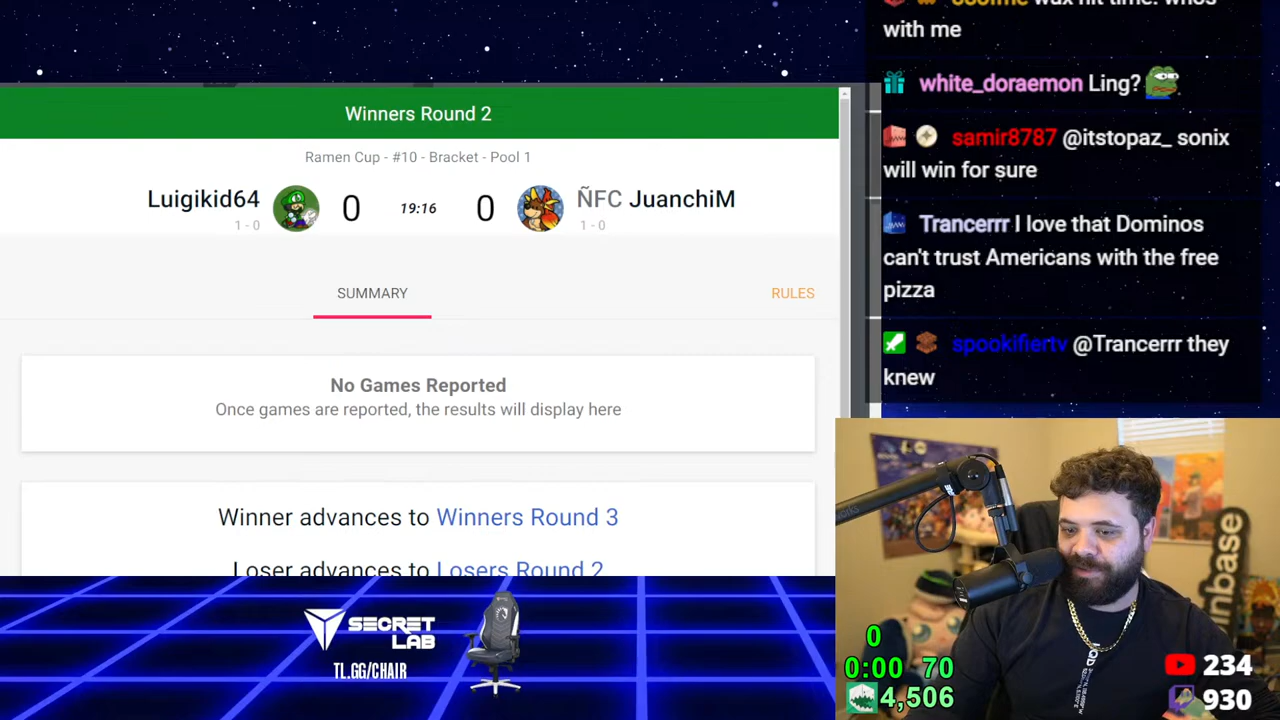 Winners Round 2
Ramen Cup - #10 - Bracket - Pool 1
Luigikid64 0 19:16 0 ÑFC JuanchiM
1 - 0 1 - 0
SUMMARY RULES
No Games Reported
Once games are reported, the results will display here
Winner advances to Winners Round 3
Loser advances to Losers Round 2
SECRET
LAB
TL.GG/CHAIR
with me
white_doraemon Ling?
samir8787 @itstopaz_ sonix
will win for sure
Trancerrr I love that Dominos
can't trust Americans with the free
pizza
spookifiertv @Trancerrr they
knew
inbase
0
0:00 70
4,506
234
930